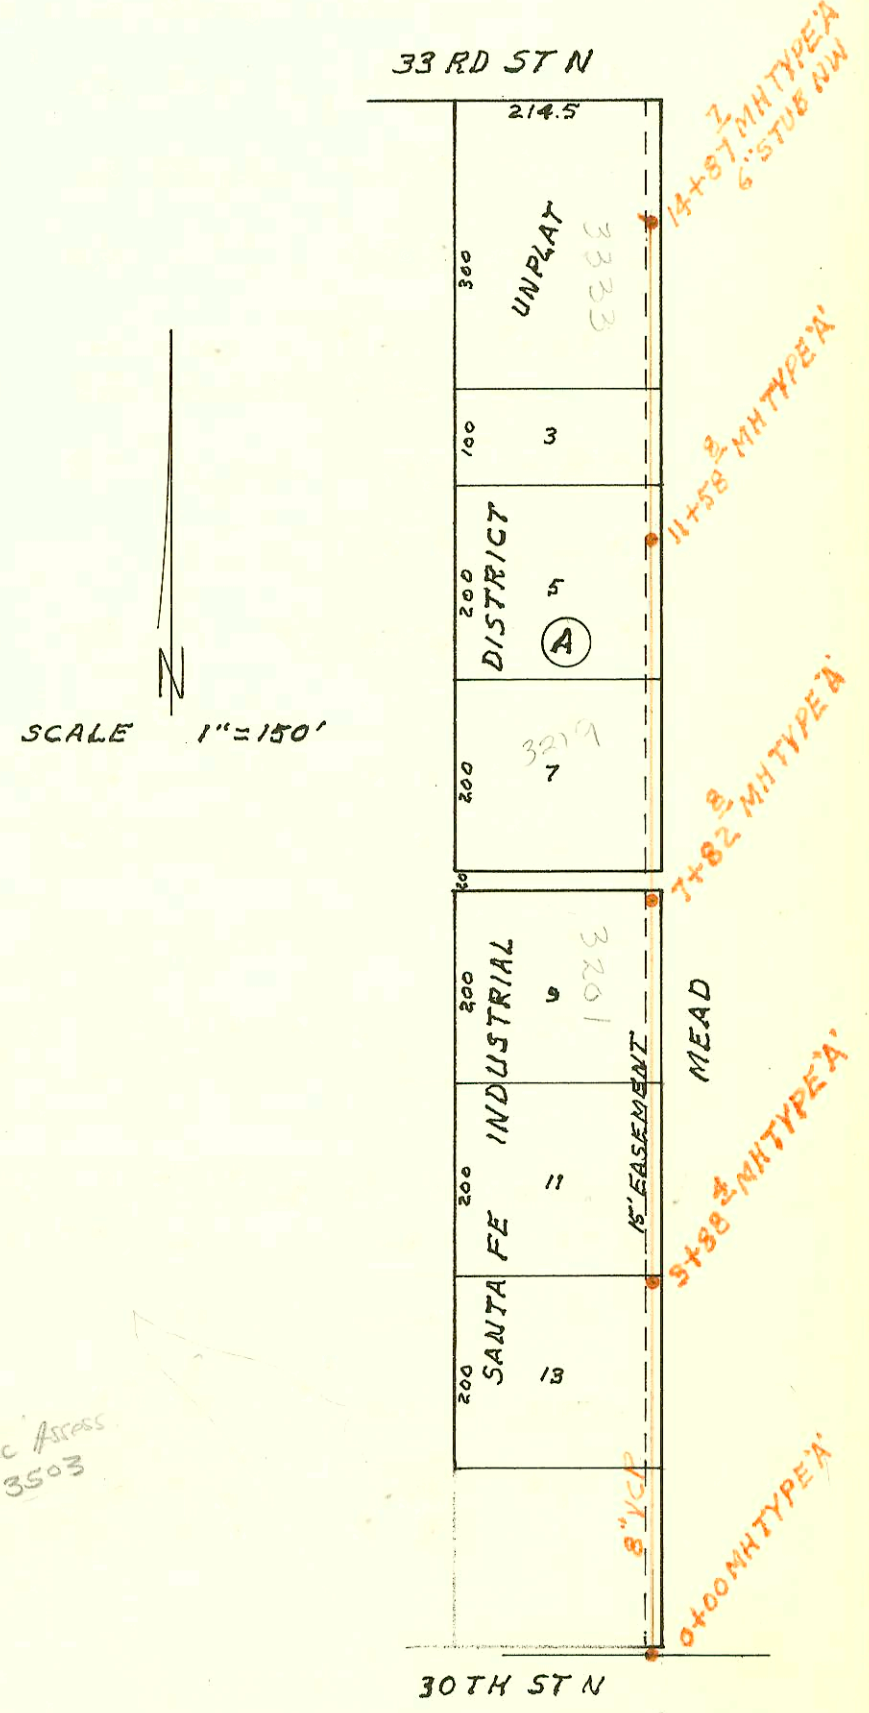 33 RD ST N
214.5
14+87 7 MH TYPE 'A'
6" STUB NW
300
UNPLAT
3333
100
3
11+58 8 MH TYPE 'A'
200
DISTRICT
5
A
N
SCALE 1"=150'
200
3219
7
7+82 8 MH TYPE 'A'
20
200
INDUSTRIAL
9
3201
MEAD
15' EASEMENT
200
11
SANTA FE
3+88 4 MH TYPE 'A'
200
13
Assess
3503
8" VCP
0+00 MH TYPE 'A'
30 TH ST N